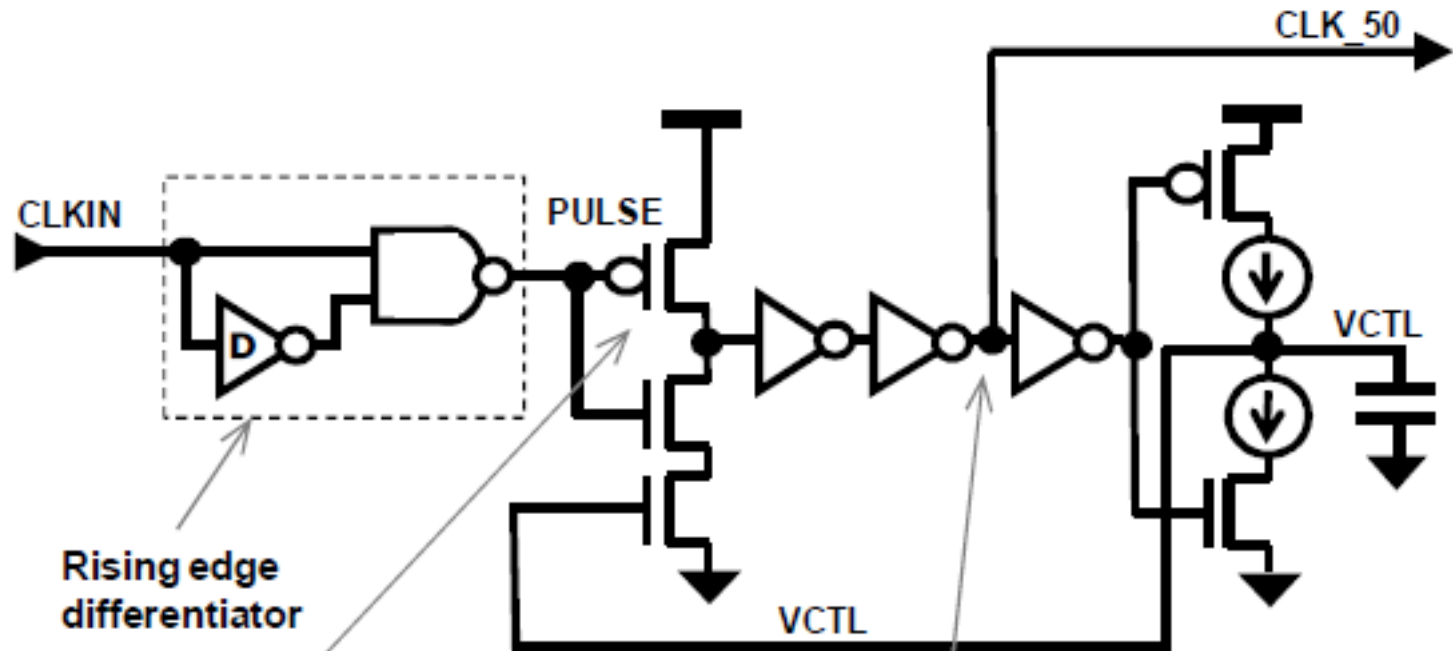 CLK_50
CLKIN
PULSE
D
VCTL
Rising edge
differentiator
VCTL